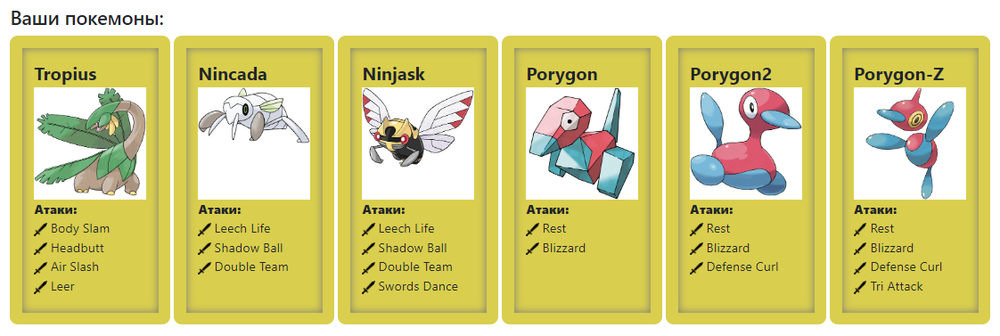 Ваши покемоны:
Tropius
Атаки:
Body Slam
Headbutt
Air Slash
Leer
Nincada
Атаки:
Leech Life
Shadow Ball
Double Team
Ninjask
Атаки:
Leech Life
Shadow Ball
Double Team
Swords Dance
Porygon
Атаки:
Rest
Blizzard
Porygon2
Атаки:
Rest
Blizzard
Defense Curl
Porygon-Z
Атаки:
Rest
Blizzard
Defense Curl
Tri Attack